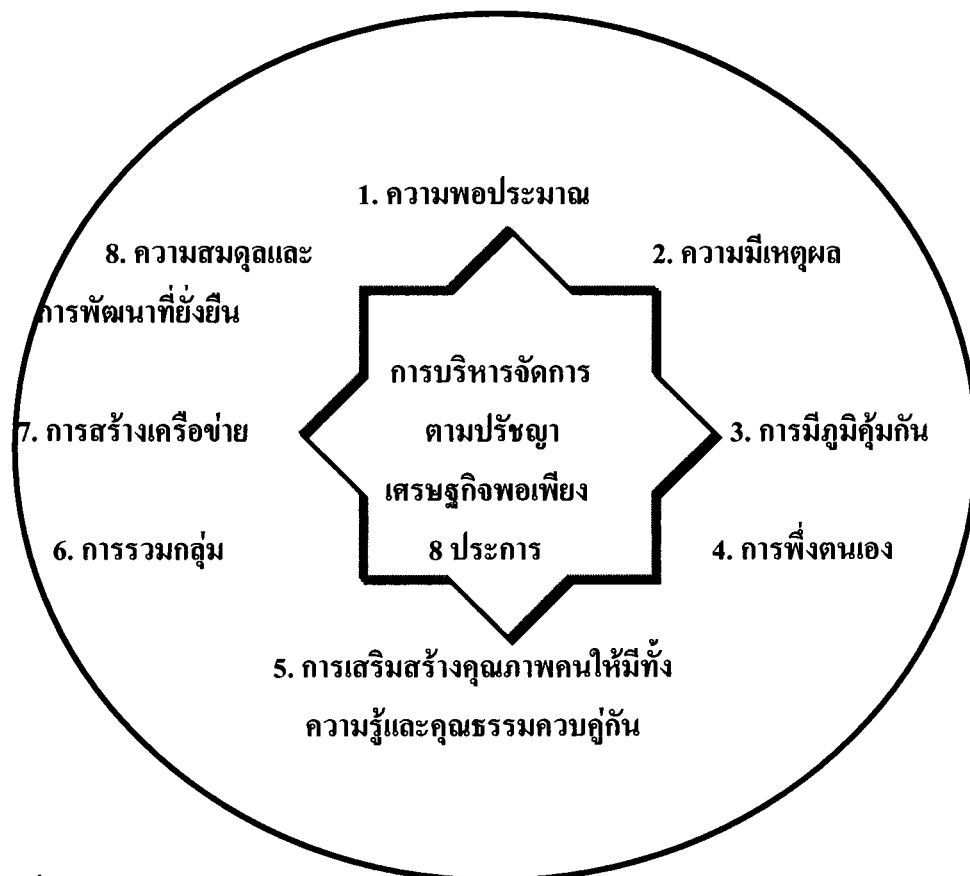 1. ความพอประมาณ
2. ความมีเหตุผล
3. การมีภูมิคุ้มกัน
4. การพึ่งตนเอง
5. การเสริมสร้างคุณภาพคนให้มีทั้ง
ความรู้และคุณธรรมควบคู่กัน
6. การรวมกลุ่ม
7. การสร้างเครือข่าย
8. ความสมดุลและ
การพัฒนาที่ยั่งยืน
การบริหารจัดการ
ตามปรัชญา
เศรษฐกิจพอเพียง
8 ประการ